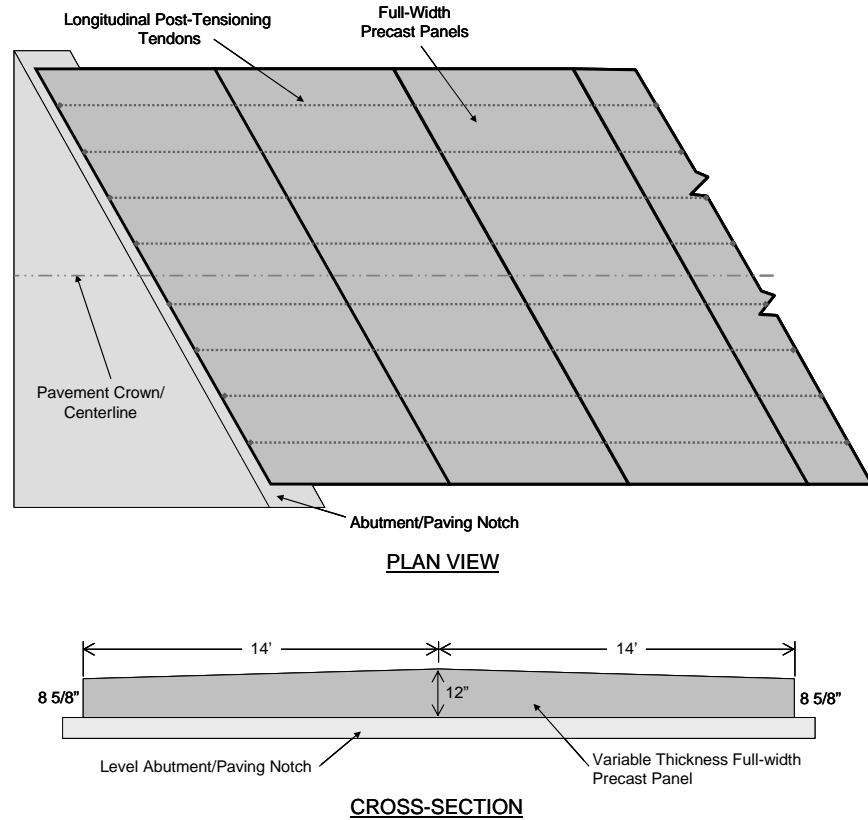 Longitudinal Post-Tensioning
Tendons
Full-Width
Precast Panels
Pavement Crown/
Centerline
Abutment/Paving Notch
PLAN VIEW
14’
14’
8 5/8”
12”
8 5/8”
Level Abutment/Paving Notch
Variable Thickness Full-width
Precast Panel
CROSS-SECTION